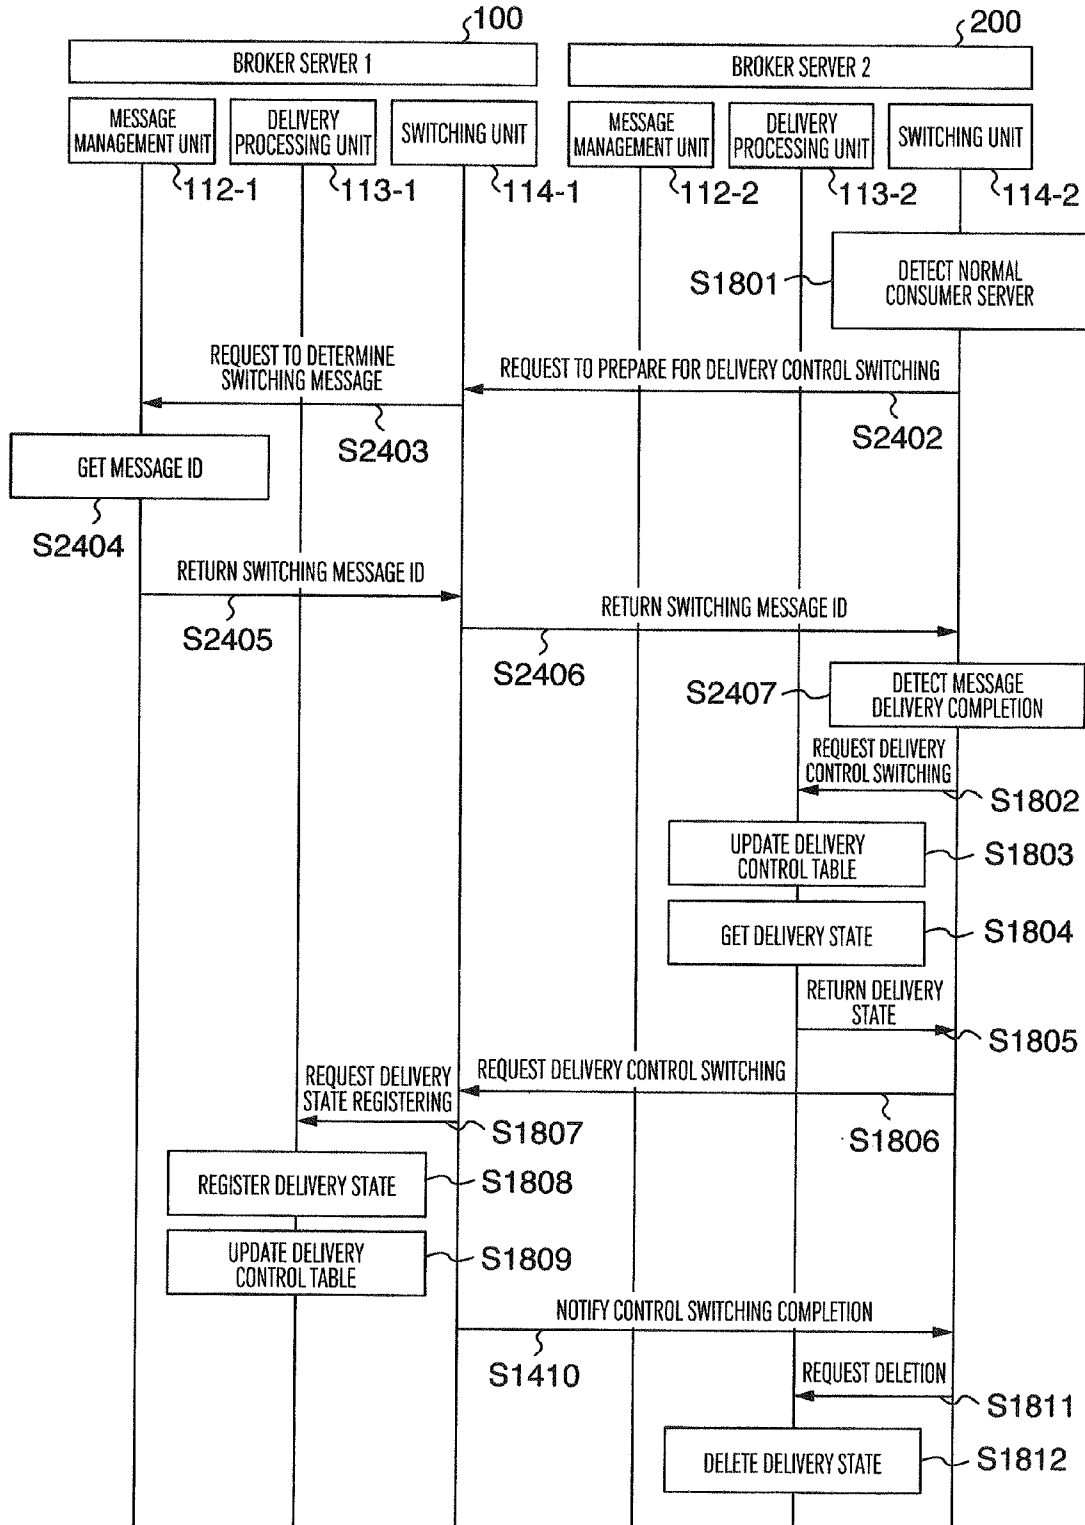 100
200
BROKER SERVER 1
BROKER SERVER 2
MESSAGE
MANAGEMENT UNIT
DELIVERY
PROCESSING UNIT
SWITCHING UNIT
MESSAGE
MANAGEMENT UNIT
DELIVERY
PROCESSING UNIT
SWITCHING UNIT
112-1
113-1
114-1
112-2
113-2
114-2
S1801
DETECT NORMAL
CONSUMER SERVER
REQUEST TO DETERMINE
SWITCHING MESSAGE
REQUEST TO PREPARE FOR DELIVERY CONTROL SWITCHING
S2403
S2402
GET MESSAGE ID
S2404
RETURN SWITCHING MESSAGE ID
S2405
RETURN SWITCHING MESSAGE ID
S2406
S2407
DETECT MESSAGE
DELIVERY COMPLETION
REQUEST DELIVERY
CONTROL SWITCHING
S1802
UPDATE DELIVERY
CONTROL TABLE
S1803
GET DELIVERY STATE
S1804
RETURN DELIVERY
STATE
S1805
REQUEST DELIVERY CONTROL SWITCHING
S1806
REQUEST DELIVERY
STATE REGISTERING
S1807
REGISTER DELIVERY STATE
S1808
UPDATE DELIVERY
CONTROL TABLE
S1809
NOTIFY CONTROL SWITCHING COMPLETION
S1410
REQUEST DELETION
S1811
DELETE DELIVERY STATE
S1812